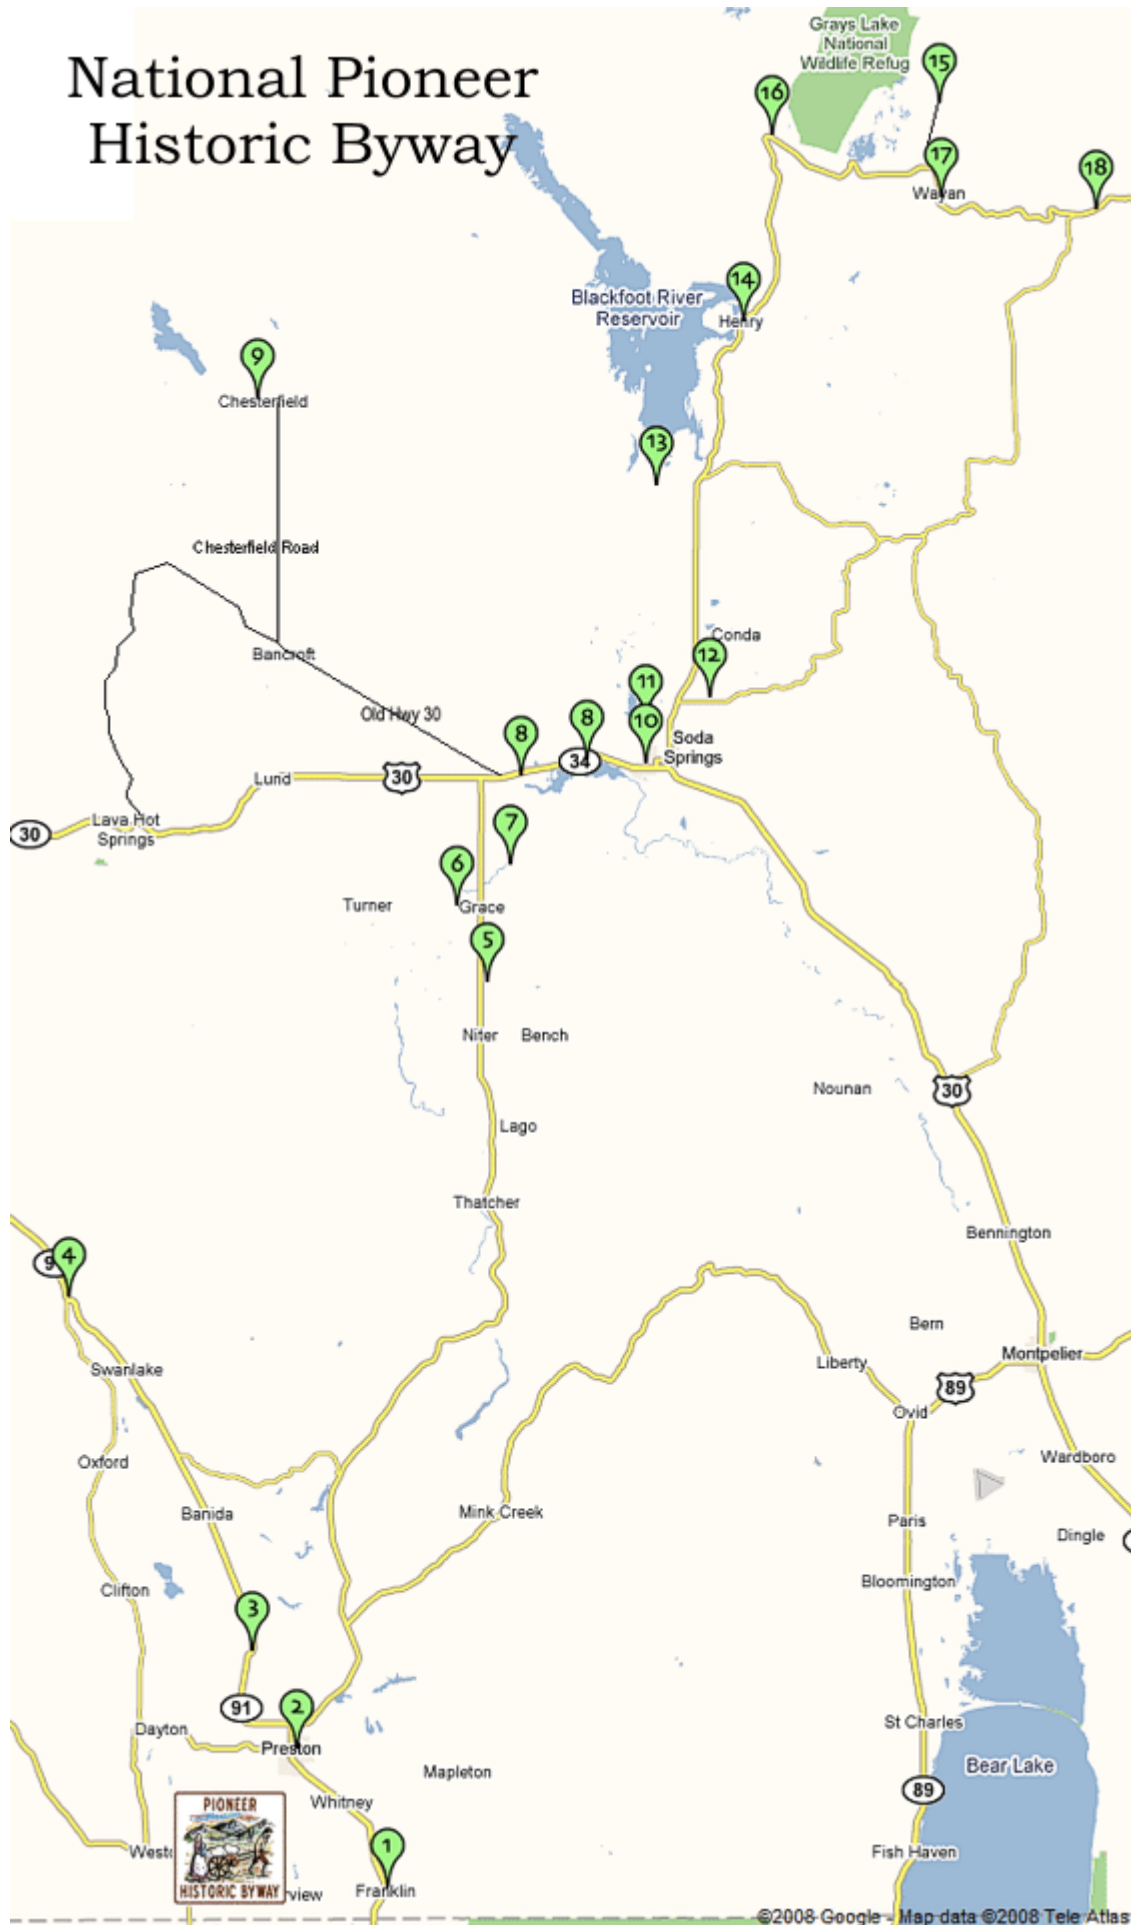 National Pioneer
Historic Byway
Grays Lake
National
Wildlife Refug
15
16
17
Wayan
18
14
Henry
Blackfoot River
Reservoir
9
Chesterfield
13
Chesterfield Road
Bancroft
Conda
12
11
Old Hwy 30
8
8
10
Soda
Springs
34
Lund
30
30
Lava Hot
Springs
7
6
Turner
Grace
5
Niter
Bench
Nounan
30
Lago
Thatcher
Bennington
4
9
Bern
Swanlake
Liberty
Montpelier
89
Ovid
Oxford
Wardboro
Banida
Mink Creek
Paris
Dingle
Clifton
Bloomington
3
91
2
Dayton
Preston
St Charles
Bear Lake
Mapleton
Whitney
89
PIONEER
HISTORIC BYWAY
1
Fish Haven
Franklin
©2008 Google - Map data ©2008 Tele Atlas